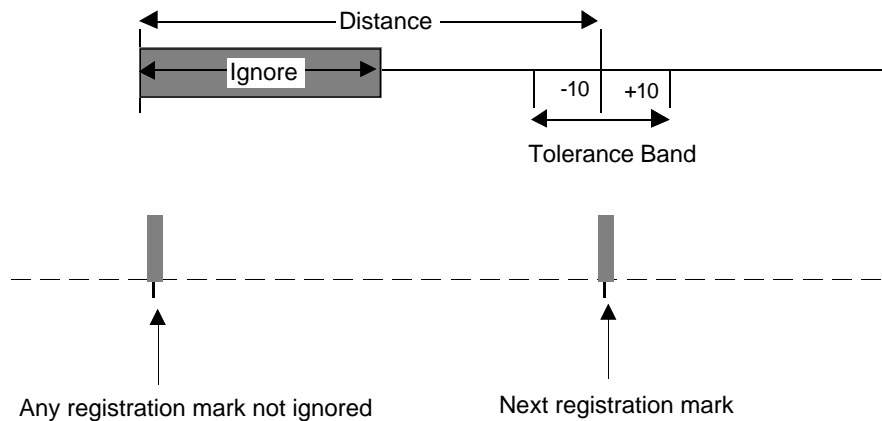 Distance
Ignore
-10
+10
Tolerance Band
Any registration mark not ignored
Next registration mark